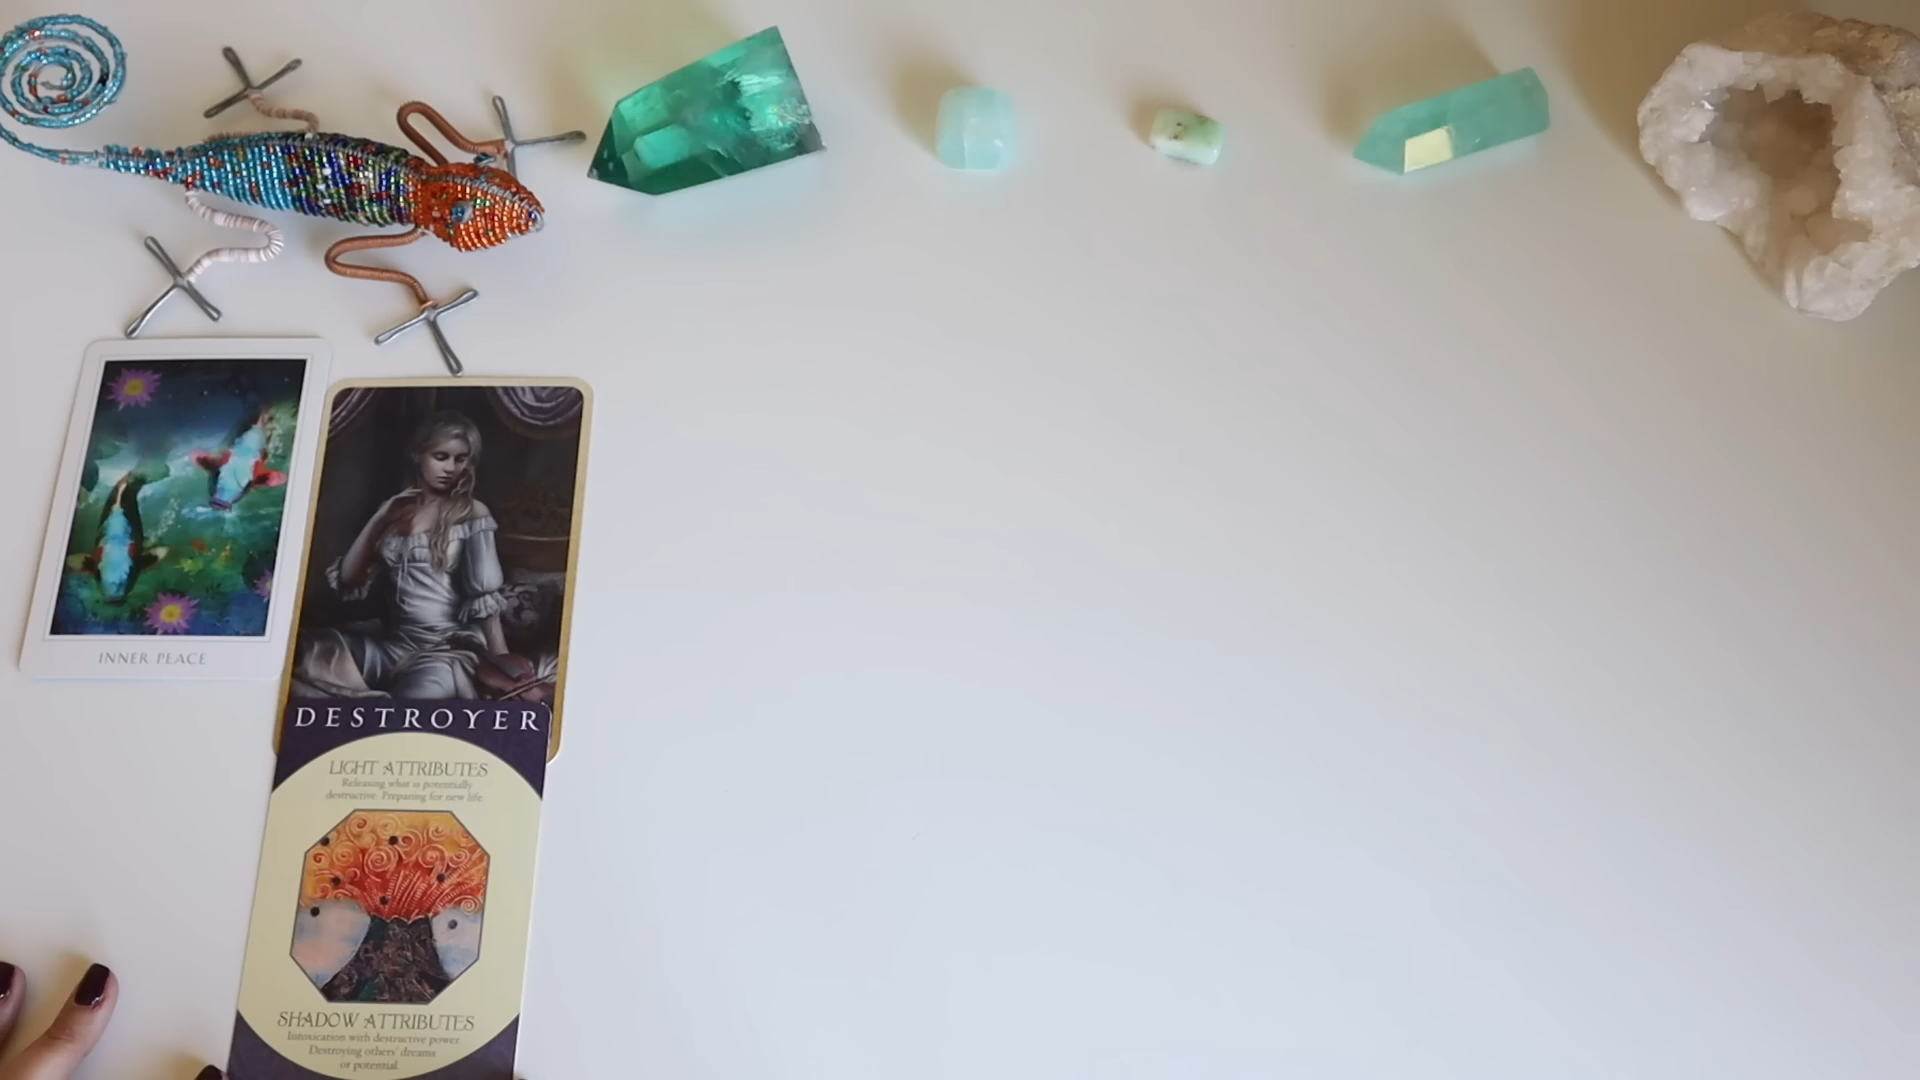 INNER PEACE
DESTROYER
LIGHT ATTRIBUTES
Releasing what is potentially
destructive. Preparing for new life.
SHADOW ATTRIBUTES
Intoxication with destructive power.
Destroying others' dreams
or potential.